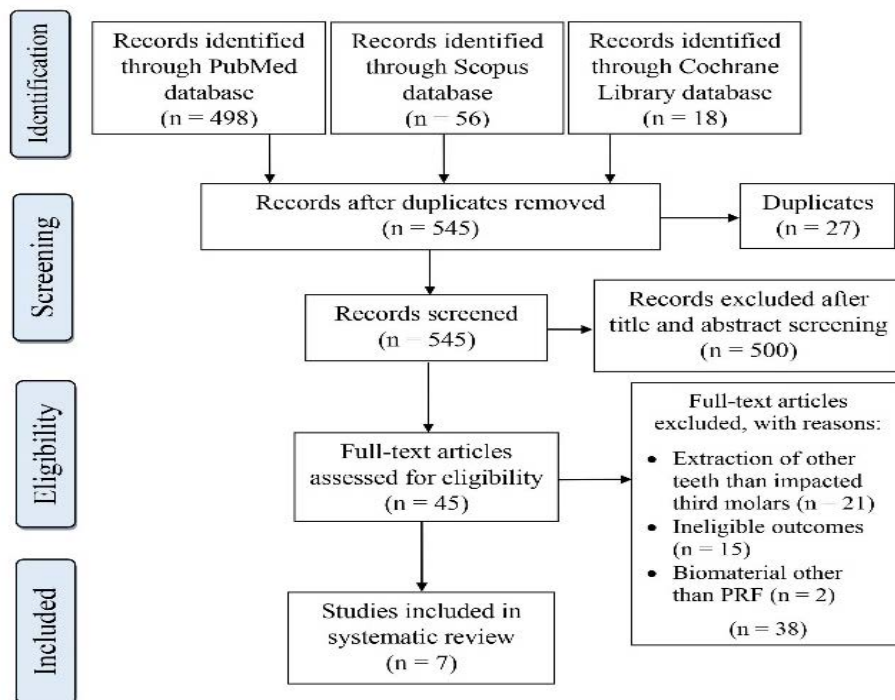 Identification
Records identified
through PubMed
database
(n = 498)
Records identified
through Scopus
database
(n – 56)
Records identified
through Cochrane
Library database
(n = 18)
Screening
Records after duplicates removed
(n = 545)
Duplicates
(n = 27)
Records screened
(n – 545)
Records excluded after
title and abstract screening
(n = 500)
Eligibility
Full-text articles
assessed for eligibility
(n = 45)
Full-text articles
excluded, with reasons:
• Extraction of other
teeth than impacted
third molars (n – 21)
• Ineligible outcomes
(n = 15)
• Biomaterial other
than PRF (n = 2)
(n = 38)
Included
Studies included in
systematic review
(n = 7)